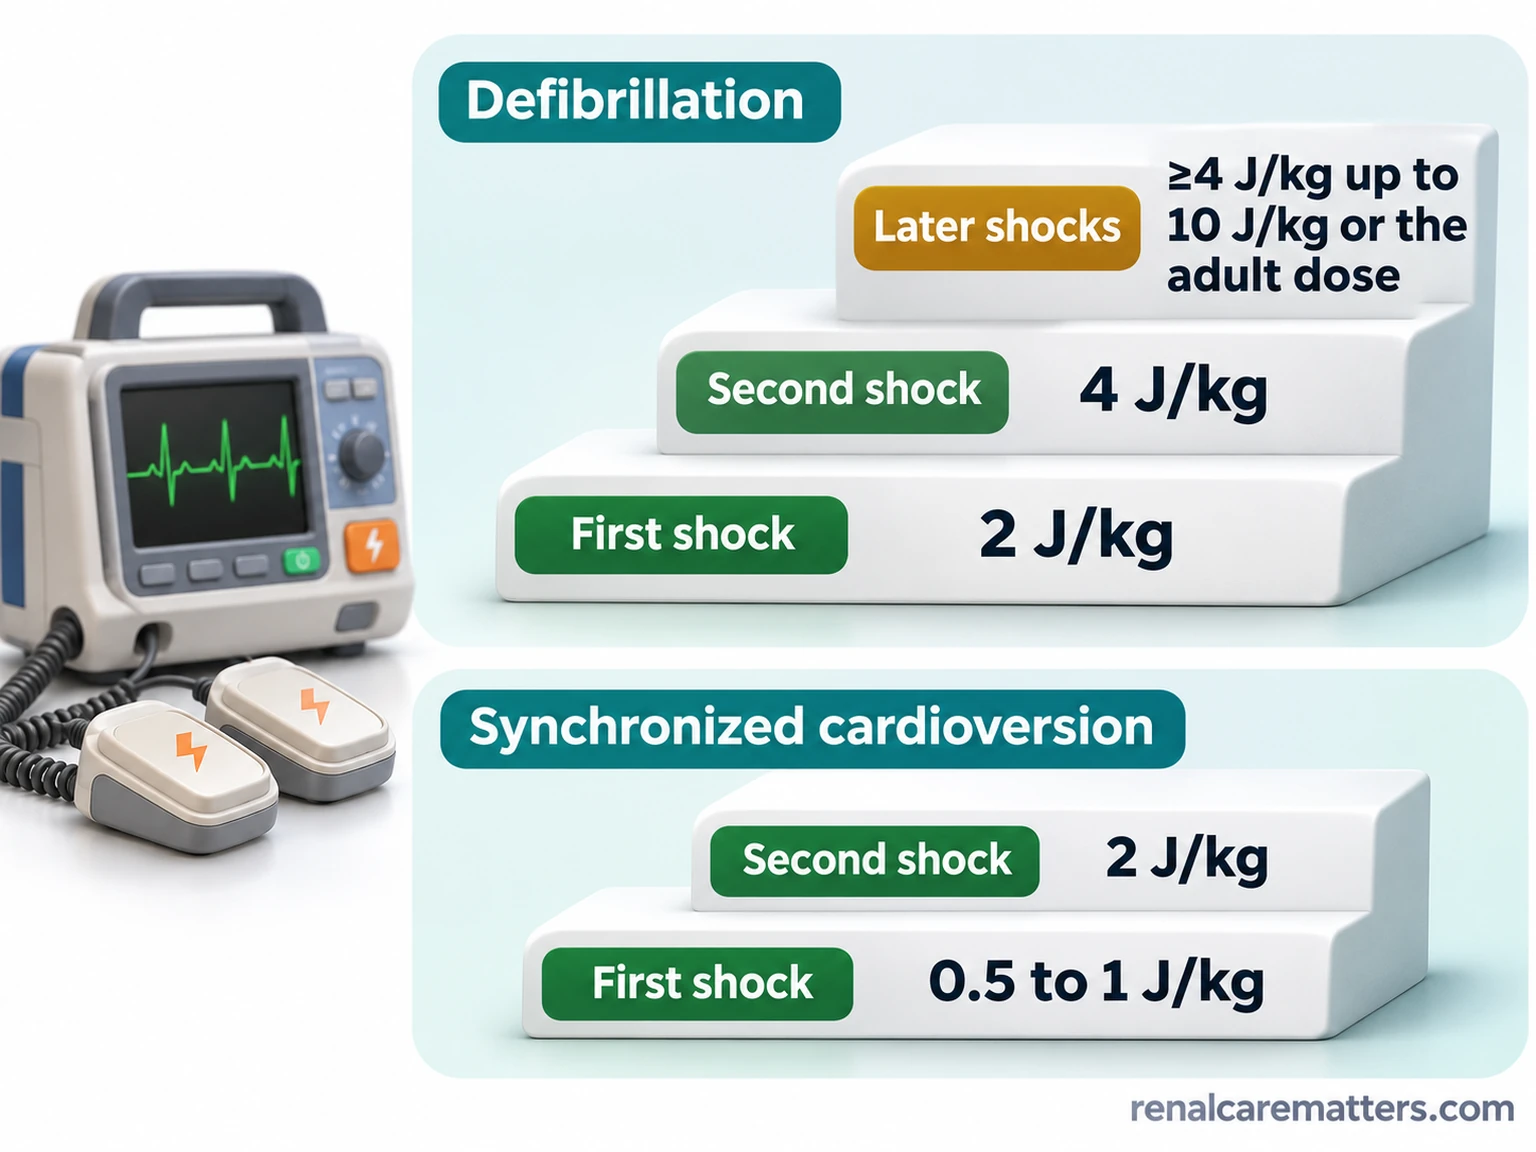 Defibrillation
Later shocks
≥4 J/kg up to
10 J/kg or the
adult dose
Second shock
4 J/kg
First shock
2 J/kg
Synchronized cardioversion
Second shock
2 J/kg
First shock
0.5 to 1 J/kg
renalcarematters.com